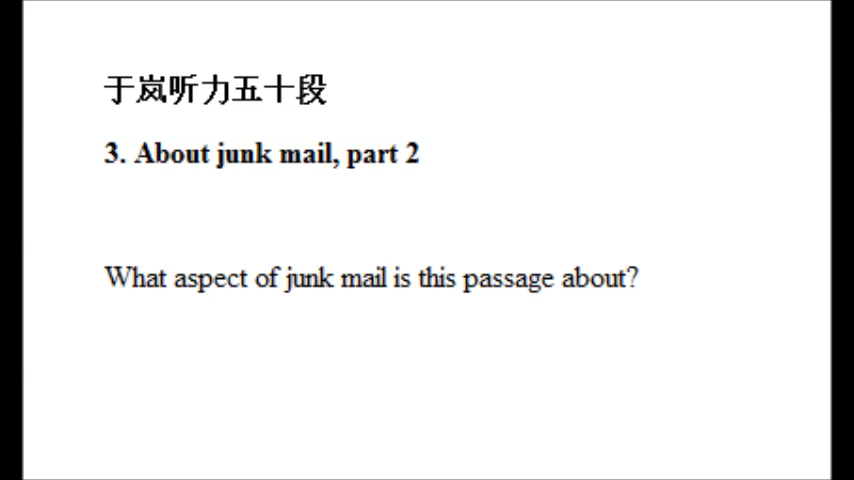 于岚听力五十段
3. About junk mail, part 2
What aspect of junk mail is this passage about?